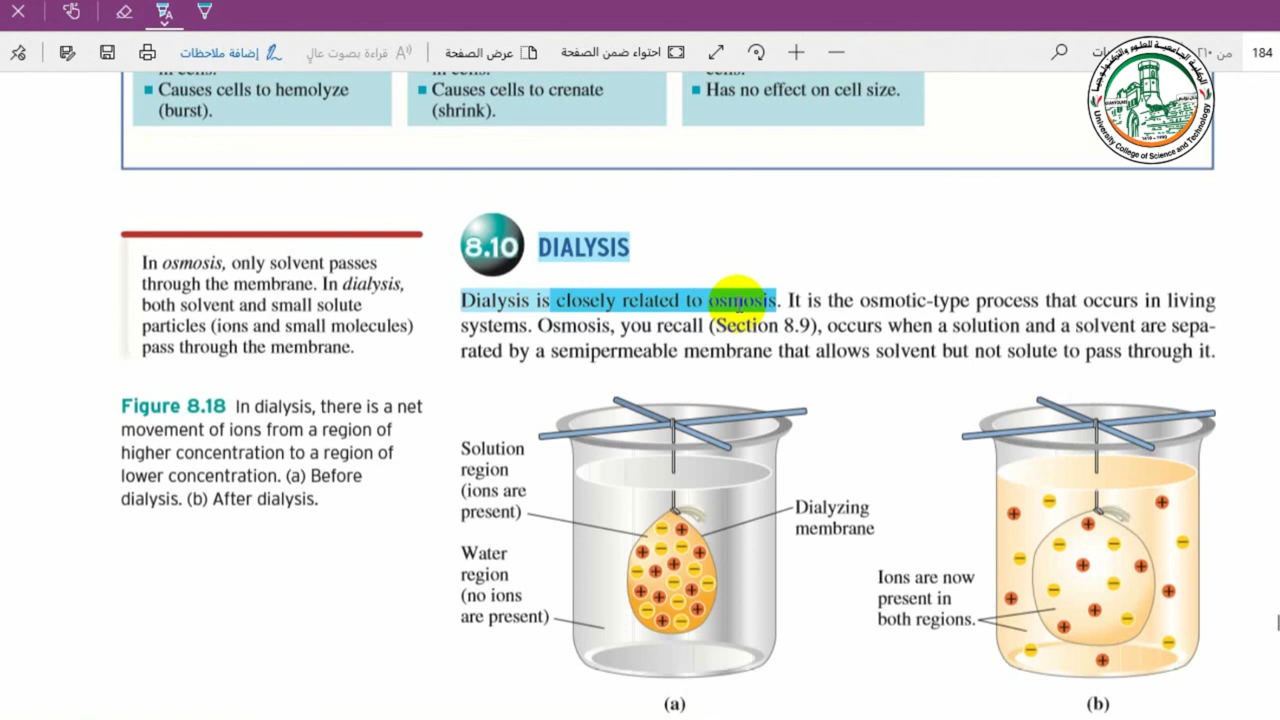 إضافة ملاحظات
قراءة بصوت عالٍ
عرض الصفحة
احتواء ضمن الصفحة
من
184
University College of Science and Technology
■ Causes cells to hemolyze
(burst).
■ Causes cells to crenate
(shrink).
■ Has no effect on cell size.
In osmosis, only solvent passes
through the membrane. In dialysis,
both solvent and small solute
particles (ions and small molecules)
pass through the membrane.
8.10 DIALYSIS
Dialysis is closely related to osmosis. It is the osmotic-type process that occurs in living
systems. Osmosis, you recall (Section 8.9), occurs when a solution and a solvent are sepa-
rated by a semipermeable membrane that allows solvent but not solute to pass through it.
Figure 8.18 In dialysis, there is a net
movement of ions from a region of
higher concentration to a region of
lower concentration. (a) Before
dialysis. (b) After dialysis.
Solution
region
(ions are
present)
Water
region
(no ions
are present)
Dialyzing
membrane
Ions are now
present in
both regions.
(a)
(b)